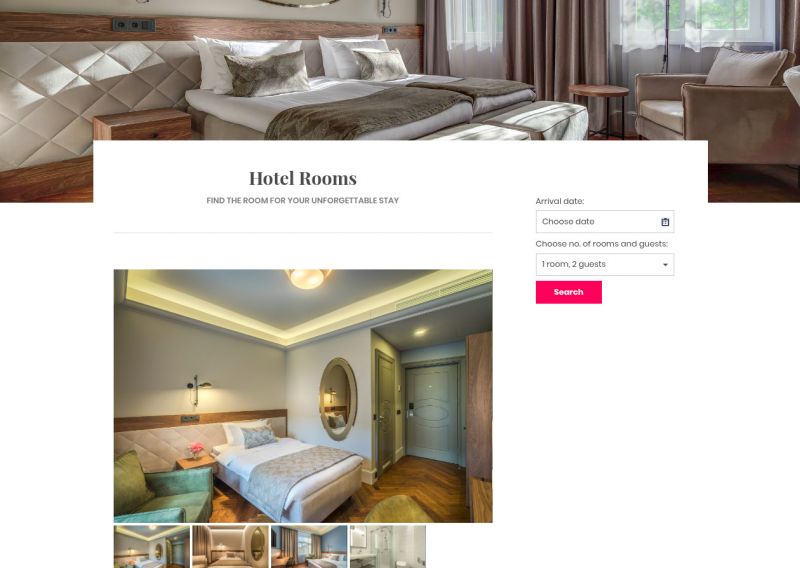 Hotel Rooms
FIND THE ROOM FOR YOUR UNFORGETTABLE STAY
Arrival date:
Choose date
Choose no. of rooms and guests:
1 room, 2 guests
Search